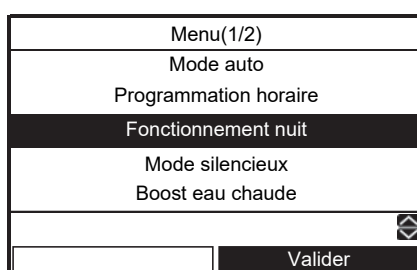 Menu(1/2)
Mode auto
Programmation horaire
Fonctionnement nuit
Mode silencieux
Boost eau chaude
Valider